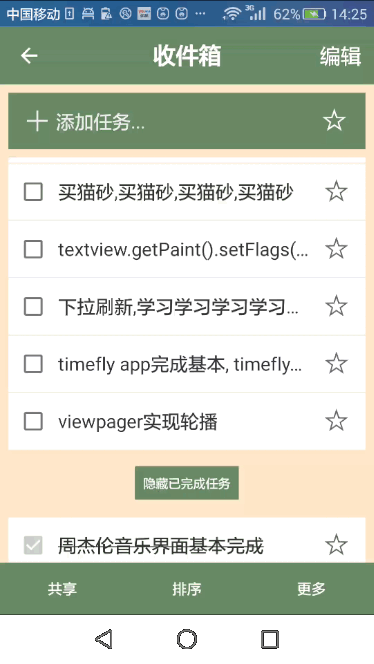 中国移动 3G 62% 14:25
收件箱 编辑
添加任务...
买猫砂,买猫砂,买猫砂,买猫砂
textview.getPaint().setFlags(...
下拉刷新,学习学习学习学习...
timefly app完成基本, timefly...
viewpager实现轮播
隐藏已完成任务
周杰伦音乐界面基本完成
共享 排序 更多